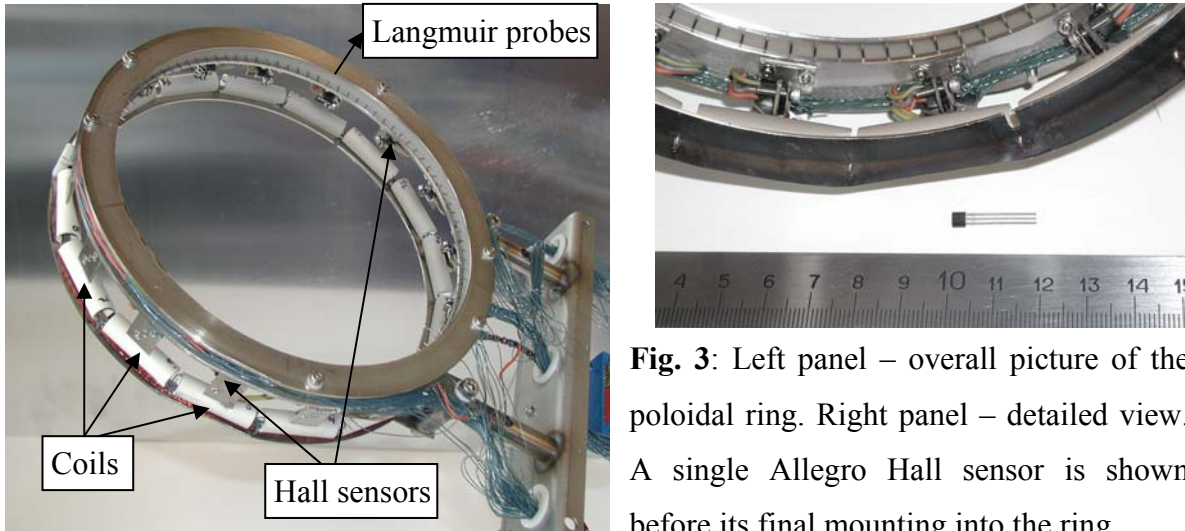 Langmuir probes
Coils
Hall sensors
4 5 6 7 8 9 10 11 12 13 14 15
Fig. 3: Left panel – overall picture of the
poloidal ring. Right panel – detailed view.
A single Allegro Hall sensor is shown
before its final mounting into the ring